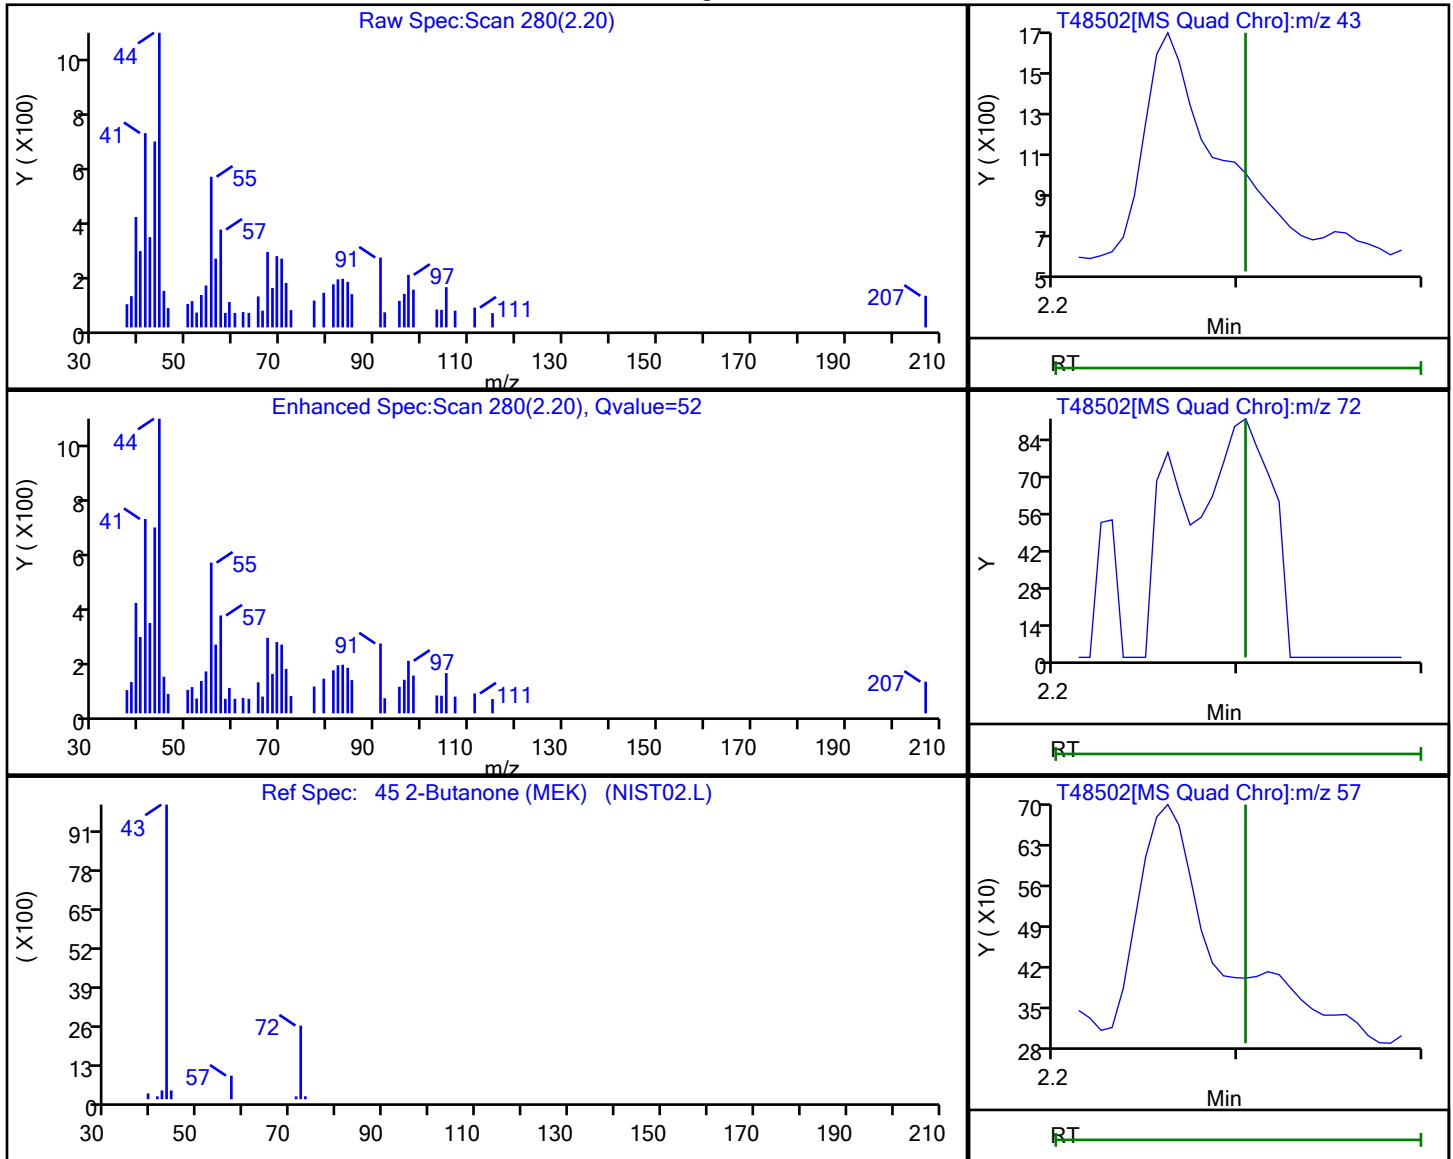 Raw Spec:Scan 280(2.20)
Y ( X100)
10
8
6
4
2
0
44
41
55
57
91
97
111
207
30 50 70 90 110 130 150 170 190 210
m/z
T48502[MS Quad Chro]:m/z 43
Y ( X100)
17
15
13
11
9
7
5
2.2
Min
RT
Enhanced Spec:Scan 280(2.20), Qvalue=52
Y ( X100)
10
8
6
4
2
0
44
41
55
57
91
97
111
207
30 50 70 90 110 130 150 170 190 210
m/z
T48502[MS Quad Chro]:m/z 72
Y
84
70
56
42
28
14
0
2.2
Min
RT
Ref Spec: 45 2-Butanone (MEK) (NIST02.L)
( X100)
91
78
65
52
39
26
13
0
43
57
72
30 50 70 90 110 130 150 170 190 210
T48502[MS Quad Chro]:m/z 57
Y ( X10)
70
63
56
49
42
35
28
2.2
Min
RT